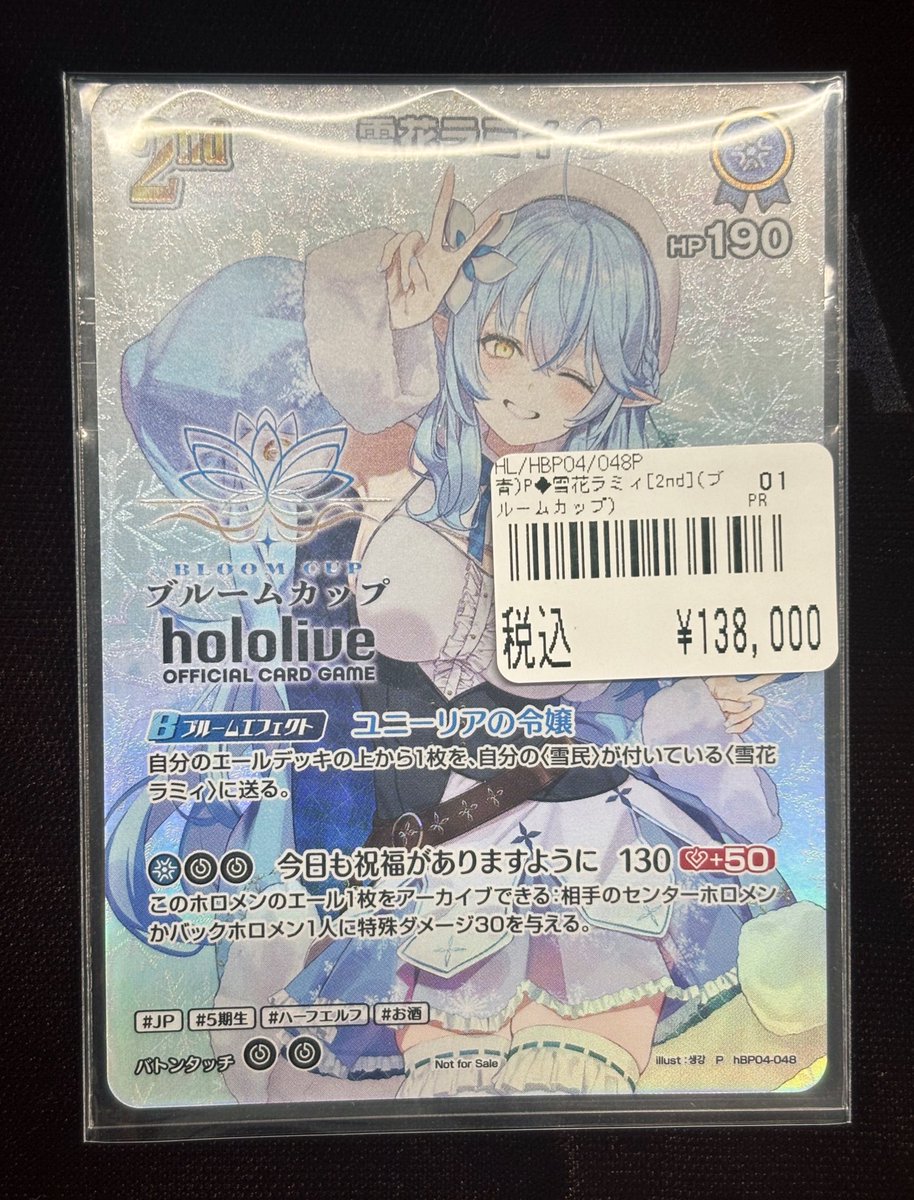 2nd
雪花ラミィ
HP190
HL/HBP04/048P
青)P◆雪花ラミィ[2nd](ブ
ルームカップ)
01
PR
税込 ¥138,000
BLOOM CUP
ブルームカップ
hololive
OFFICIAL CARD GAME
B ブルームエフェクト ユニーリアの令嬢
自分のエールデッキの上から1枚を、自分の〈雪民〉が付いている〈雪花
ラミィ〉に送る。
今日も祝福がありますように 130 +50
このホロメンのエール1枚をアーカイブできる:相手のセンターホロメン
かバックホロメン1人に特殊ダメージ30を与える。
#JP #5期生 #ハーフエルフ #お酒
バトンタッチ
Not for Sale
illust:생강 P hBP04-048